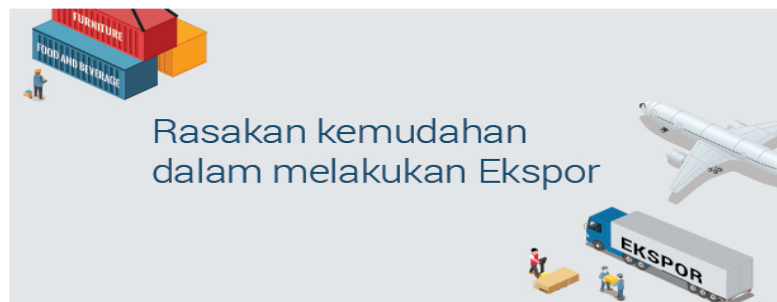 FURNITURE
FOOD AND BEVERAGE
Rasakan kemudahan
dalam melakukan Ekspor
EKSPOR